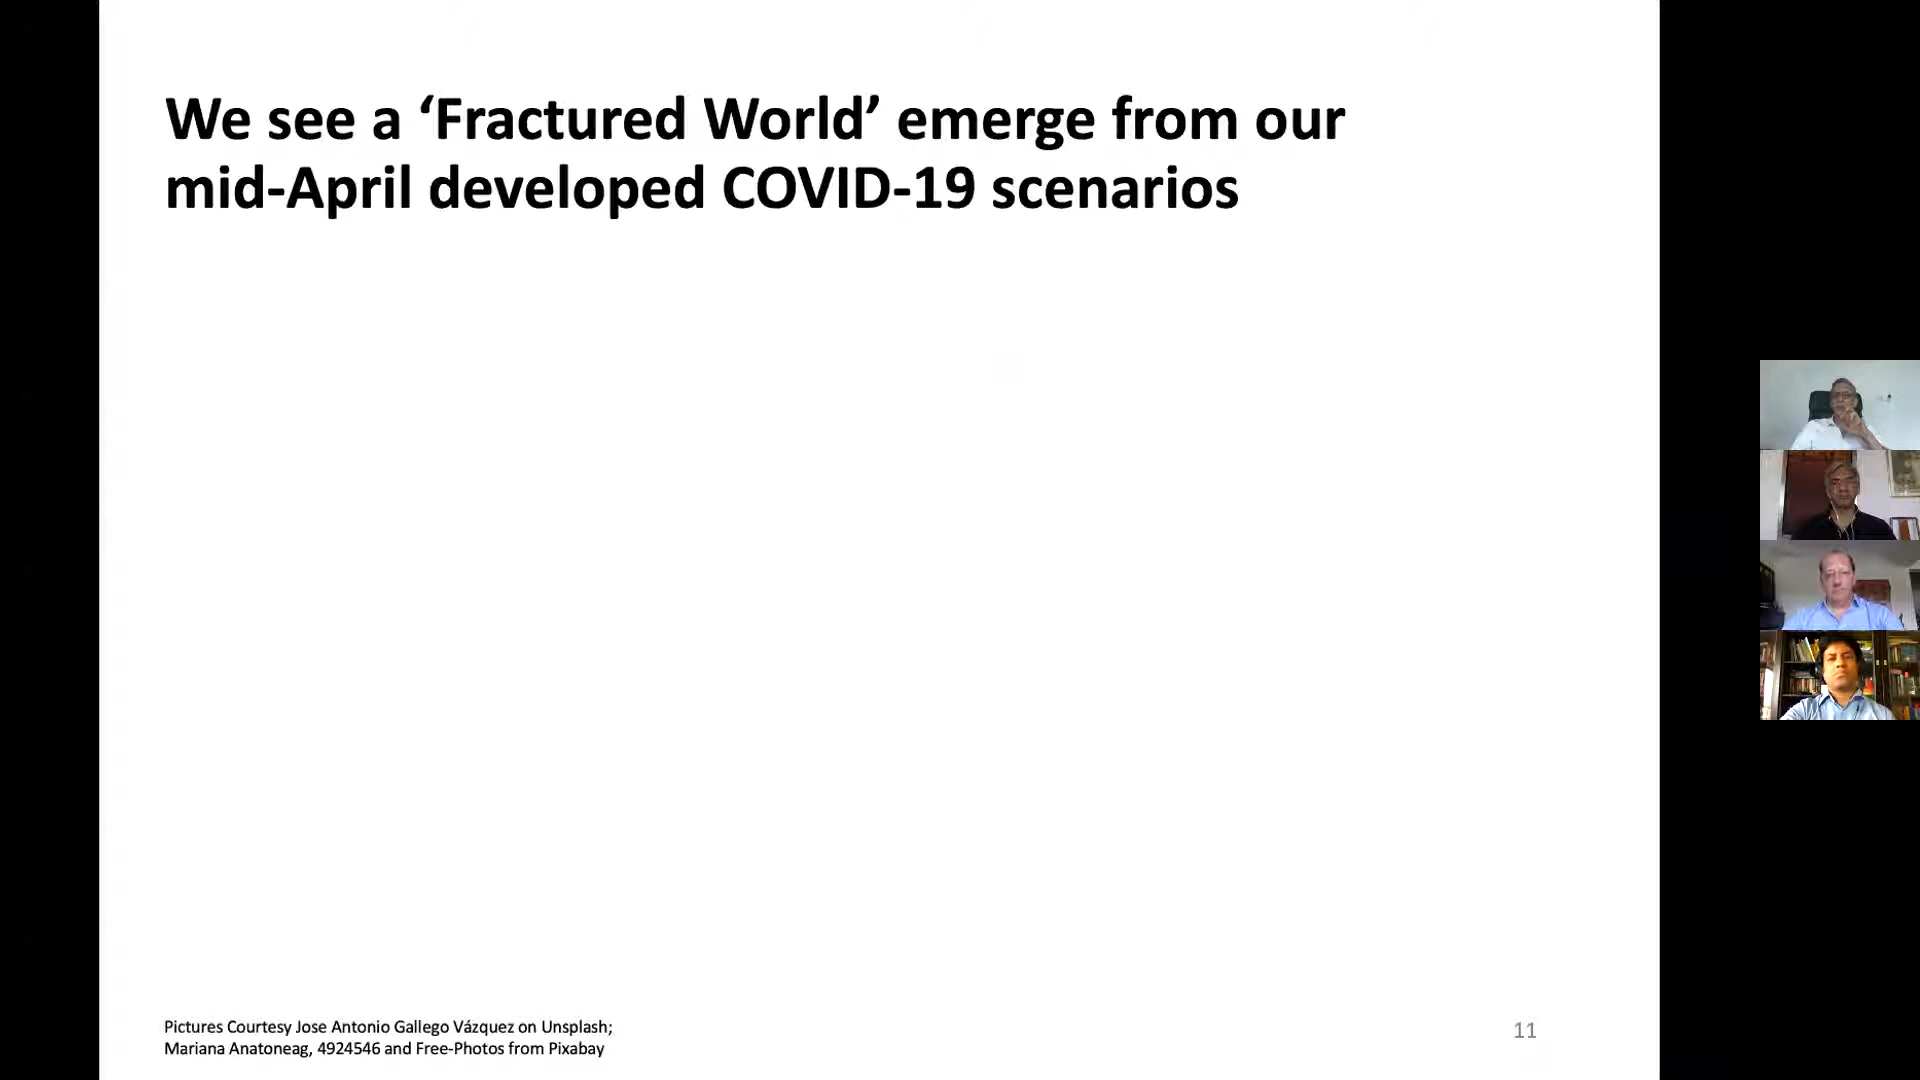 We see a ‘Fractured World’ emerge from our
mid-April developed COVID-19 scenarios
Pictures Courtesy Jose Antonio Gallego Vázquez on Unsplash;
Mariana Anatoneag, 4924546 and Free-Photos from Pixabay
11